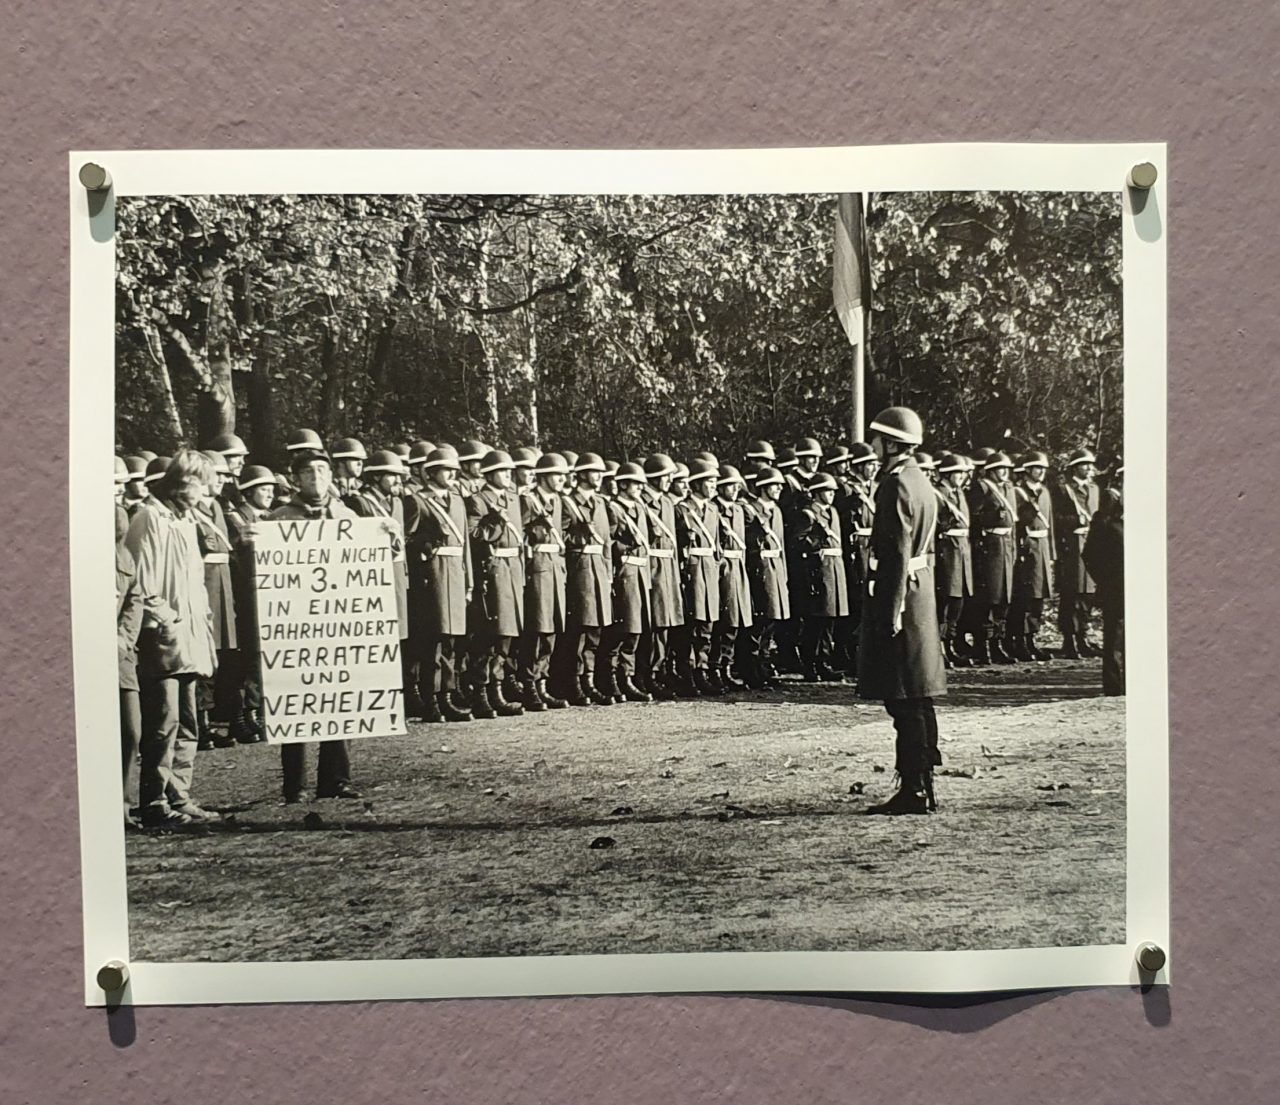 WIR
WOLLEN NICHT
ZUM 3. MAL
IN EINEM
JAHRHUNDERT
VERRATEN
UND
VERHEIZT
WERDEN !